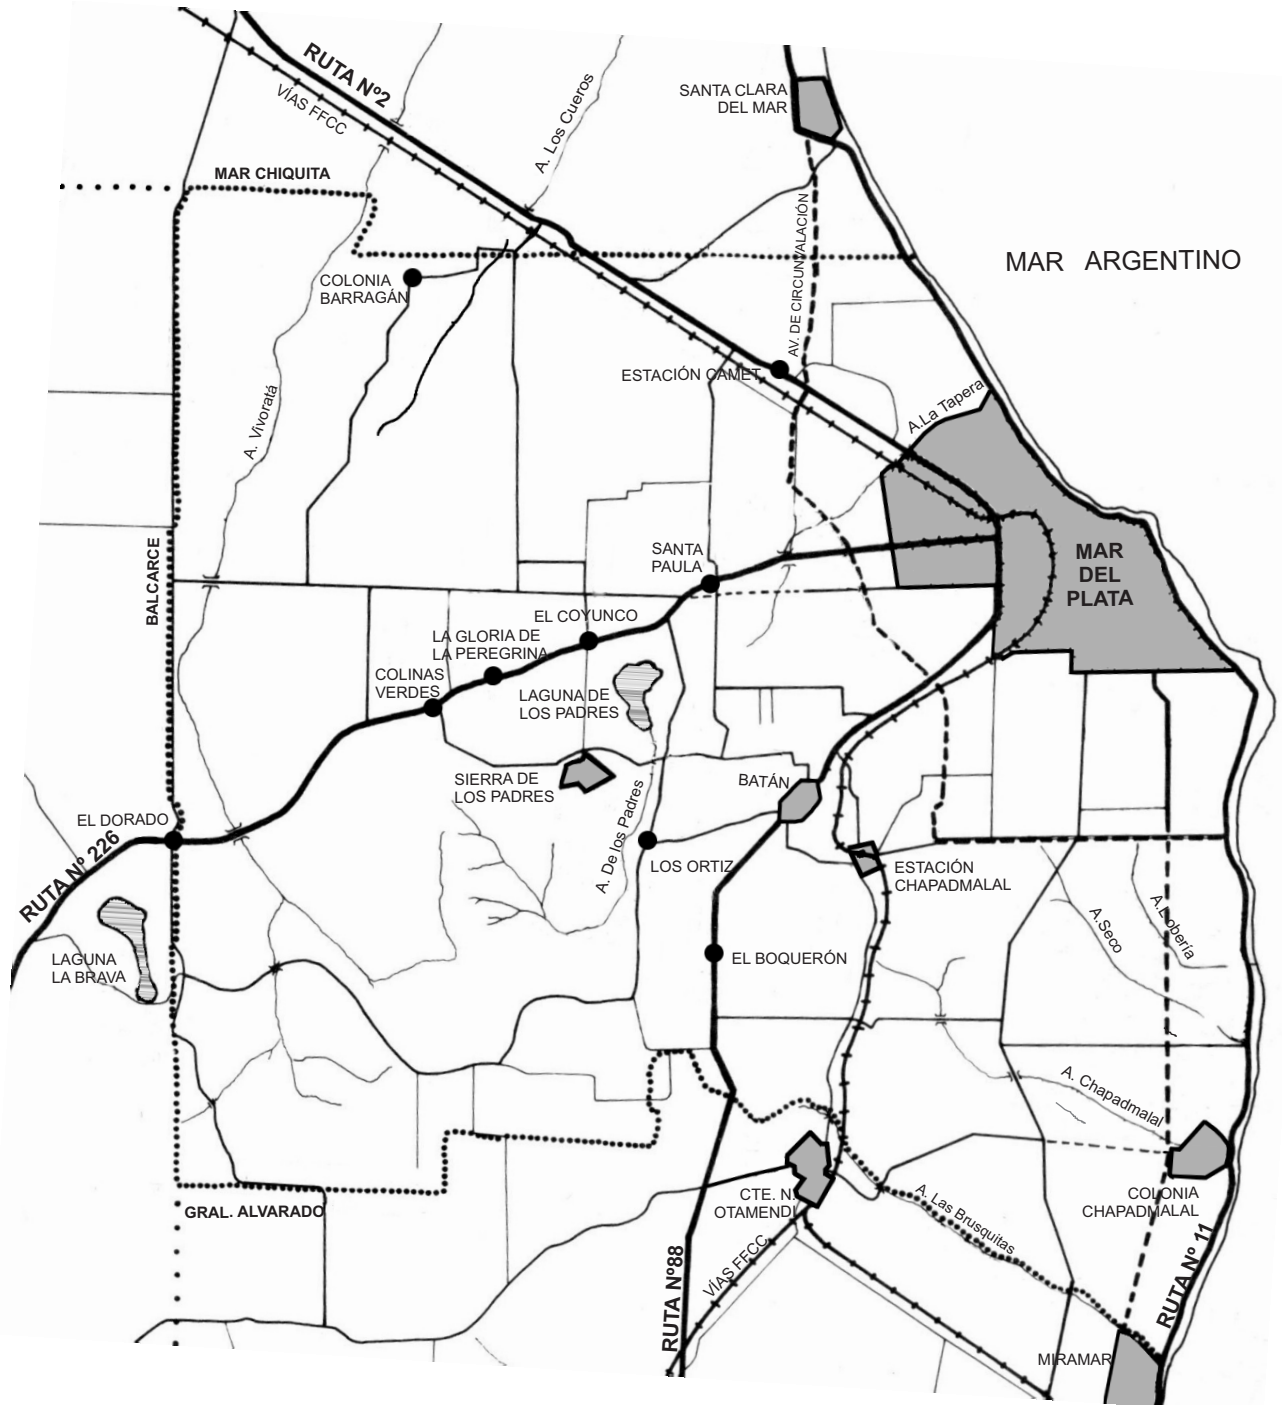 RUTA Nº2
VÍAS FFCC
A. Los Cueros
SANTA CLARA
DEL MAR
MAR CHIQUITA
AV. DE CIRCUNVALACIÓN
MAR ARGENTINO
COLONIA
BARRAGÁN
ESTACIÓN CAMET
A. Vivoratá
A.La Tapera
BALCARCE
SANTA
PAULA
MAR
DEL
PLATA
EL COYUNCO
LA GLORIA DE
LA PEREGRINA
COLINAS
VERDES
LAGUNA DE
LOS PADRES
SIERRA DE
LOS PADRES
BATÁN
A. De los Padres
EL DORADO
RUTA Nº 226
LOS ORTIZ
ESTACIÓN
CHAPADMALAL
A.Seco
A.Lobería
LAGUNA
LA BRAVA
EL BOQUERÓN
A. Chapadmalal
CTE. N.
OTAMENDI
A. Las Brusquitas
COLONIA
CHAPADMALAL
GRAL. ALVARADO
VÍAS FFCC
RUTA Nº88
RUTA Nº 11
MIRAMAR